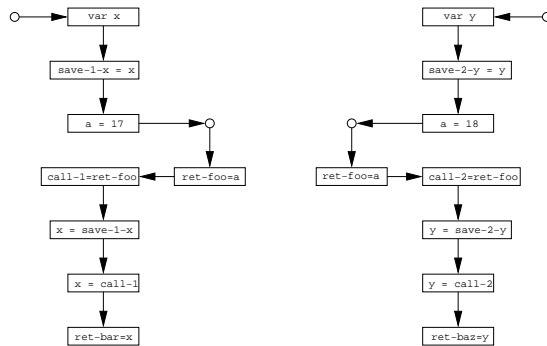 var x
save-1-x = x
a = 17
ret-foo=a
call-1=ret-foo
x = save-1-x
x = call-1
ret-bar=x
var y
save-2-y = y
a = 18
ret-foo=a
call-2=ret-foo
y = save-2-y
y = call-2
ret-baz=y